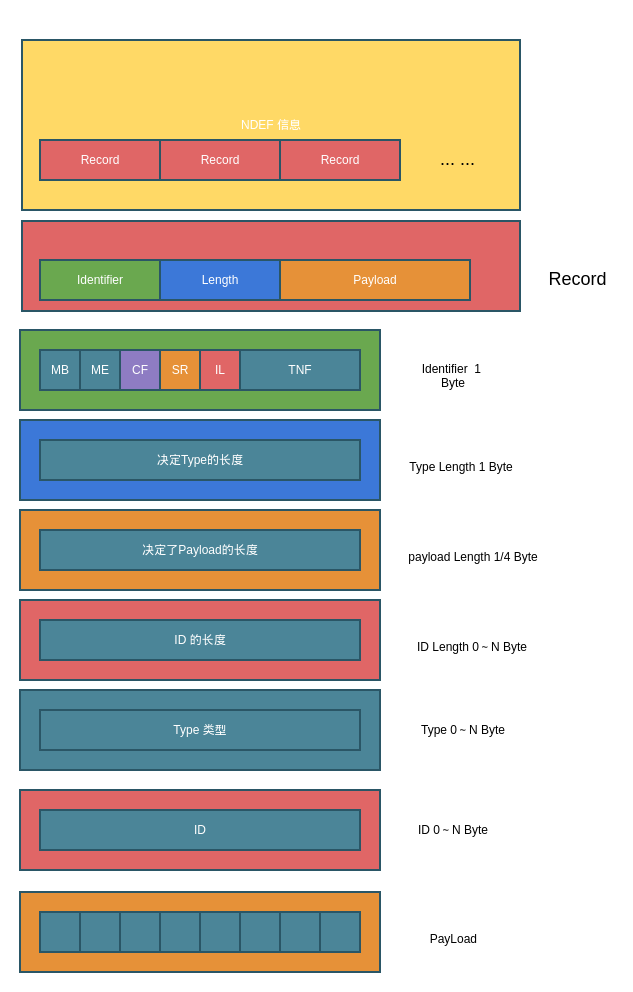 NDEF 信息
Record Record Record ... ...
Identifier Length Payload Record
MB ME CF SR IL TNF
Identifier 1
Byte
决定Type的长度 Type Length 1 Byte
决定了Payload的长度 payload Length 1/4 Byte
ID 的长度 ID Length 0 ~ N Byte
Type 类型 Type 0 ~ N Byte
ID ID 0 ~ N Byte
PayLoad